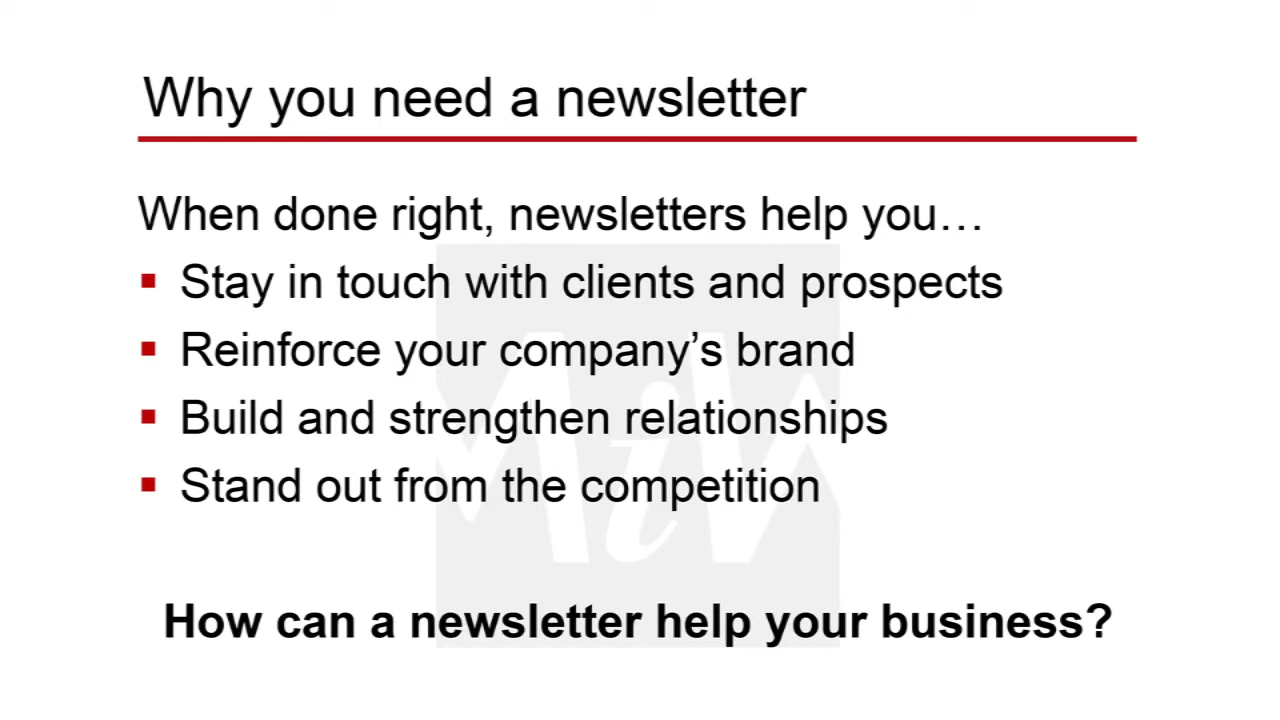 Why you need a newsletter
When done right, newsletters help you…
▪ Stay in touch with clients and prospects
▪ Reinforce your company’s brand
▪ Build and strengthen relationships
▪ Stand out from the competition
How can a newsletter help your business?